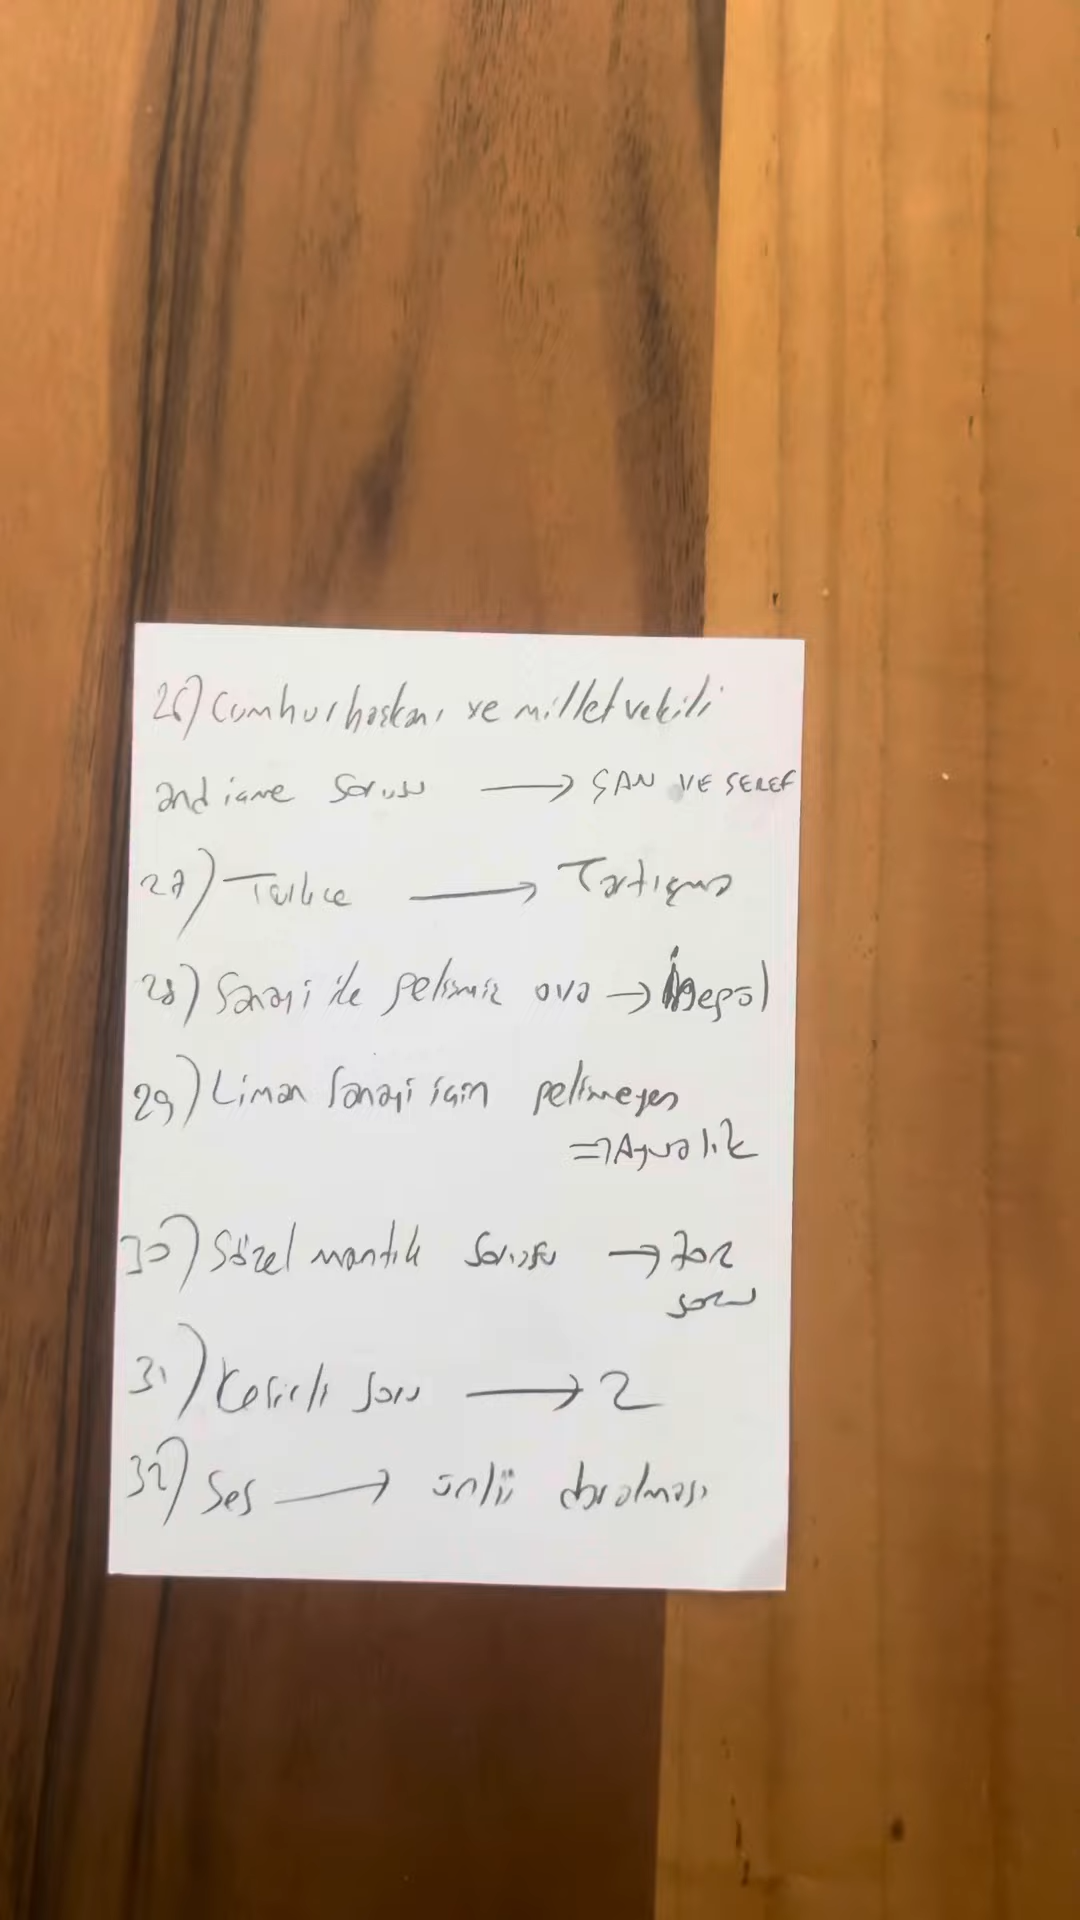 26) Cumhurbaşkanı ve milletvekili
andiçme sorusu → ŞAN VE ŞEREF
27) Türkçe → Tartışma
28) Sanayi ile gelişmiş ova → İnegöl
29) Liman Sanayi için gelişmeyen
⇒ Ayvalık
30) Sözel mantık sorusu → zor
soru
31) Kesirli soru → 2
32) Ses → ünlü daralması